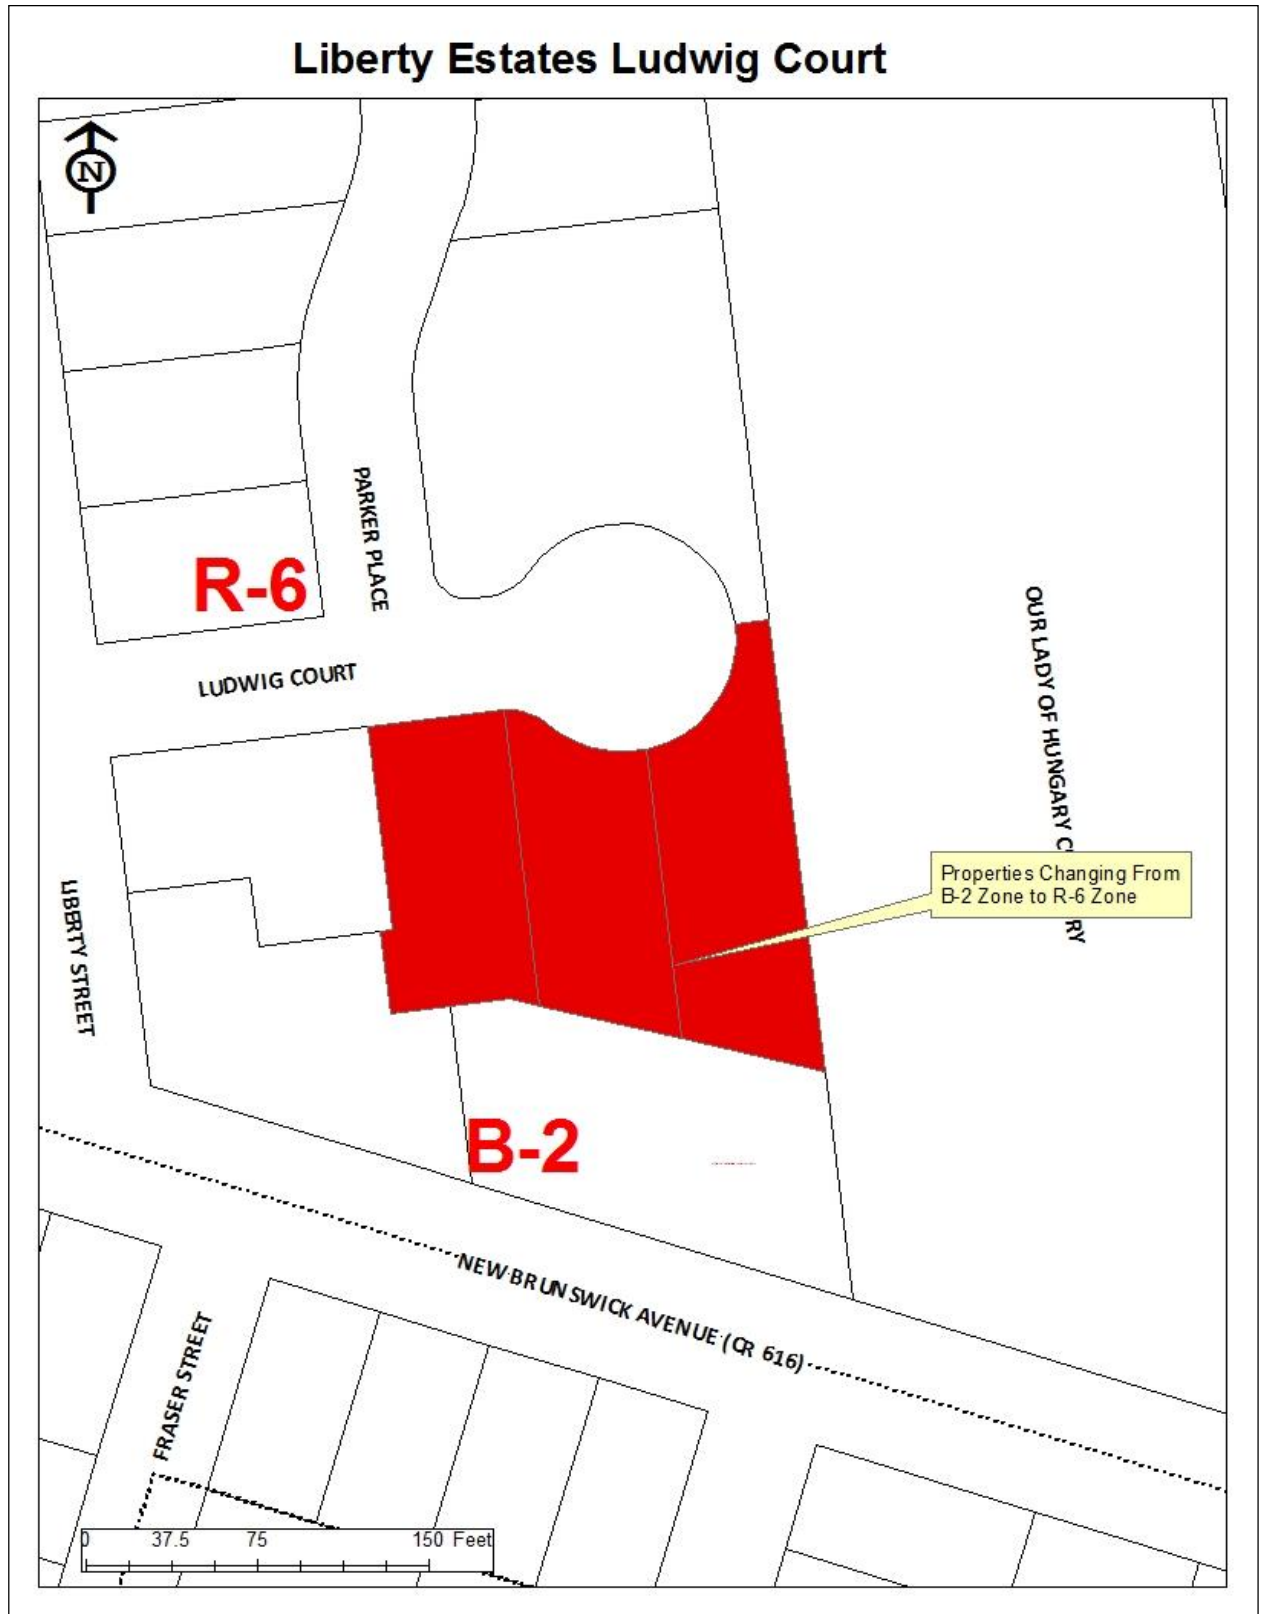 Liberty Estates Ludwig Court
N
PARKER PLACE
R-6
LUDWIG COURT
OUR LADY OF HUNGARY C RY
Properties Changing From
B-2 Zone to R-6 Zone
LIBERTY STREET
B-2
NEW BRUNSWICK AVENUE (CR 616)
FRASER STREET
0 37.5 75 150 Feet